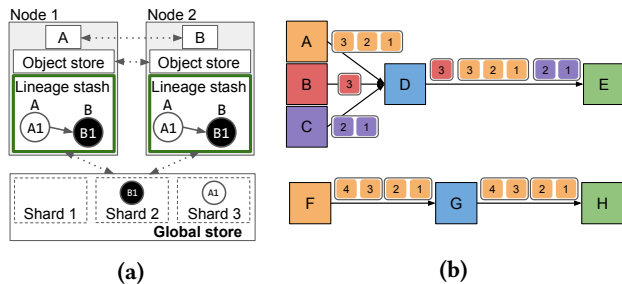 Node 1
Node 2
A
B
Object store
Object store
Lineage stash
Lineage stash
A
B
A1
B1
A
B
A1
B1
B1
A1
Shard 1
Shard 2
Shard 3
Global store
(a)
A
3 2 1
B
3
C
2 1
D
3 3 2 1 2 1
E
F
4 3 2 1
G
4 3 2 1
H
(b)